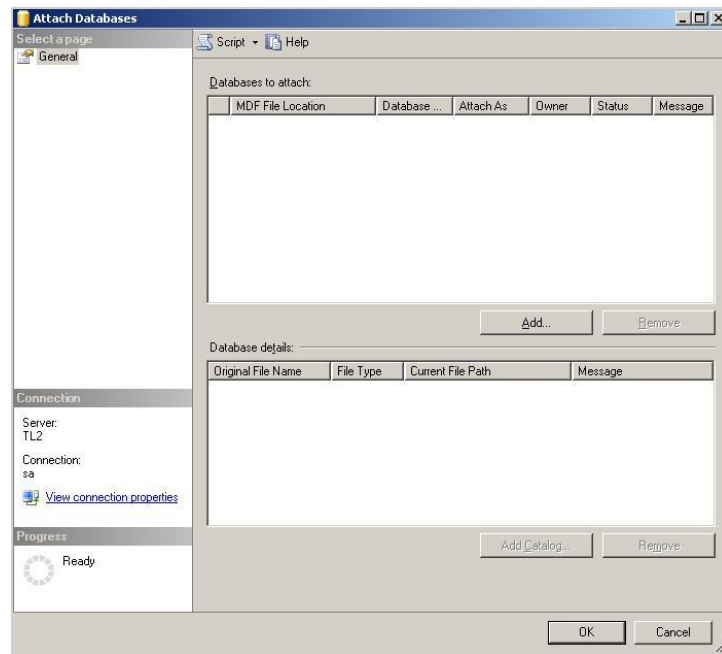 Attach Databases
Select a page
General
Script
Help
Databases to attach:
MDF File Location
Database ...
Attach As
Owner
Status
Message
Add...
Remove
Database details:
Original File Name
File Type
Current File Path
Message
Add Catalog...
Remove
Connection
Server:
TL2
Connection:
sa
View connection properties
Progress
Ready
OK
Cancel